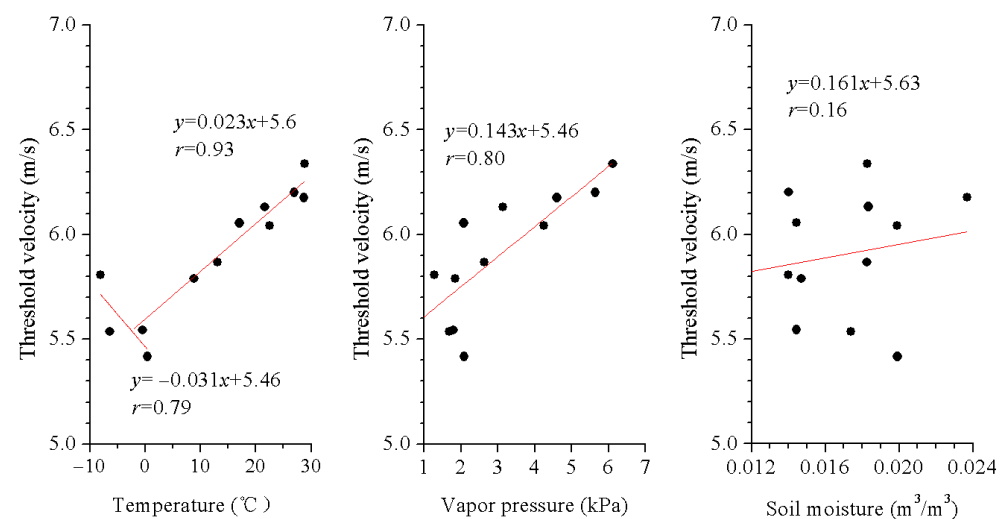 7.0
6.5
6.0
5.5
5.0
Threshold velocity (m/s)
y=0.023x+5.6
r=0.93
y= −0.031x+5.46
r=0.79
−10
0
10
20
30
Temperature (℃)
7.0
6.5
6.0
5.5
5.0
Threshold velocity (m/s)
y=0.143x+5.46
r=0.80
1
2
3
4
5
6
7
Vapor pressure (kPa)
7.0
6.5
6.0
5.5
5.0
Threshold velocity (m/s)
y=0.161x+5.63
r=0.16
0.012
0.016
0.020
0.024
Soil moisture (m³/m³)